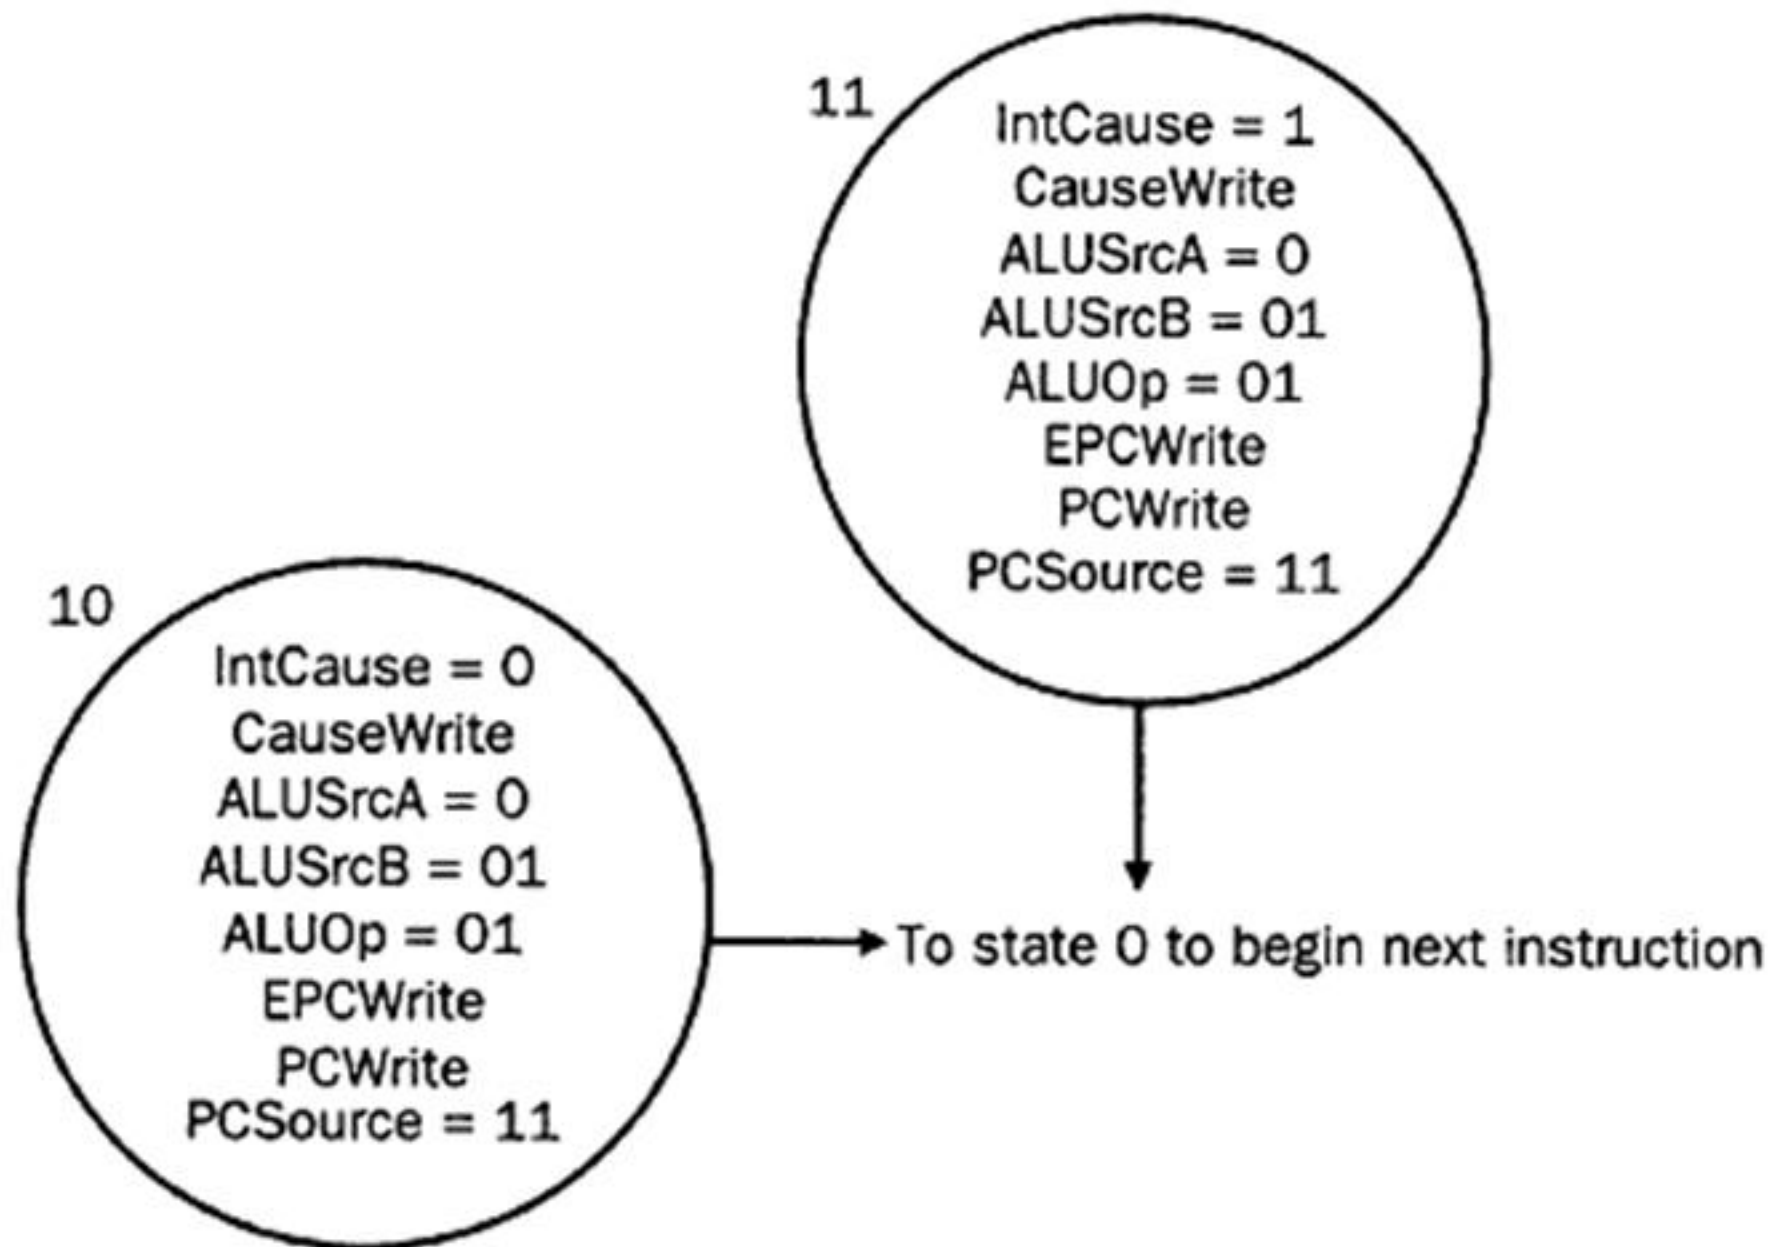 11
IntCause = 1
CauseWrite
ALUSrcA = 0
ALUSrcB = 01
ALUOp = 01
EPCWrite
PCWrite
PCSource = 11
10
IntCause = 0
CauseWrite
ALUSrcA = 0
ALUSrcB = 01
ALUOp = 01
EPCWrite
PCWrite
PCSource = 11
To state 0 to begin next instruction